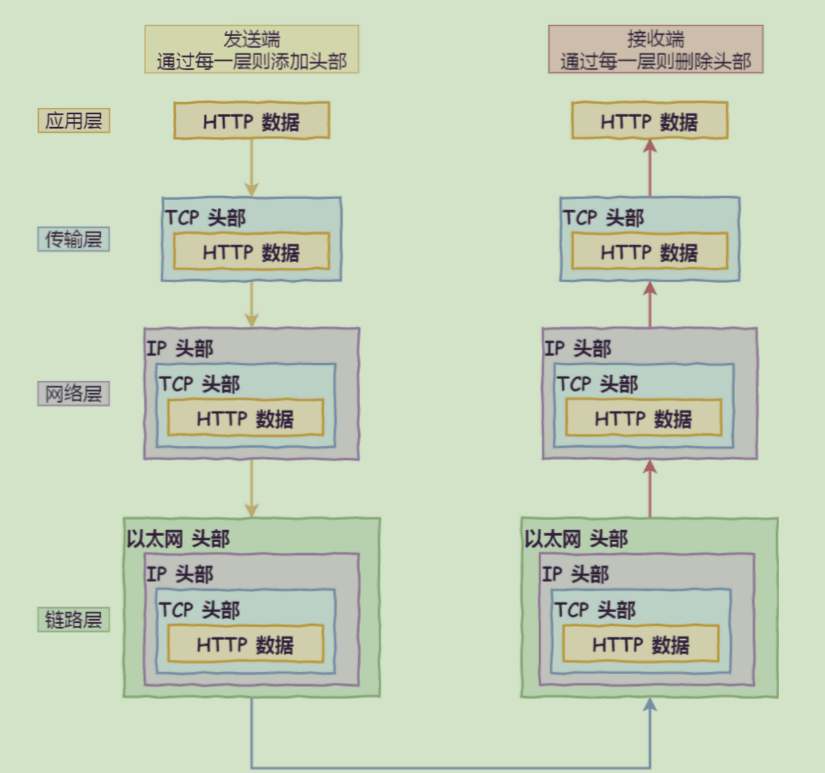 发送端
通过每一层则添加头部
接收端
通过每一层则删除头部
应用层
HTTP 数据
HTTP 数据
传输层
TCP 头部
HTTP 数据
TCP 头部
HTTP 数据
网络层
IP 头部
TCP 头部
HTTP 数据
IP 头部
TCP 头部
HTTP 数据
链路层
以太网 头部
IP 头部
TCP 头部
HTTP 数据
以太网 头部
IP 头部
TCP 头部
HTTP 数据